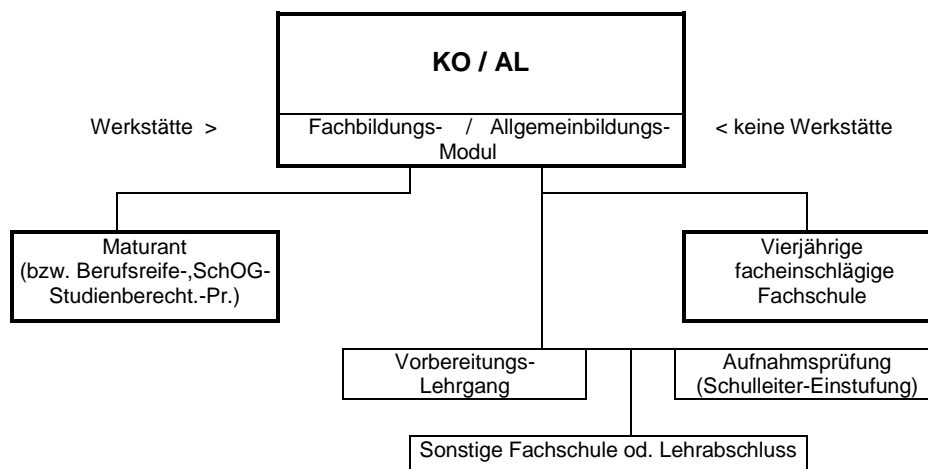 KO / AL
Werkstätte >
Fachbildungs- / Allgemeinbildungs-
Modul
< keine Werkstätte
Maturant
(bzw. Berufsreife-,SchOG-
Studienberecht.-Pr.)
Vierjährige
facheinschlägige
Fachschule
Vorbereitungs-
Lehrgang
Aufnahmsprüfung
(Schulleiter-Einstufung)
Sonstige Fachschule od. Lehrabschluss